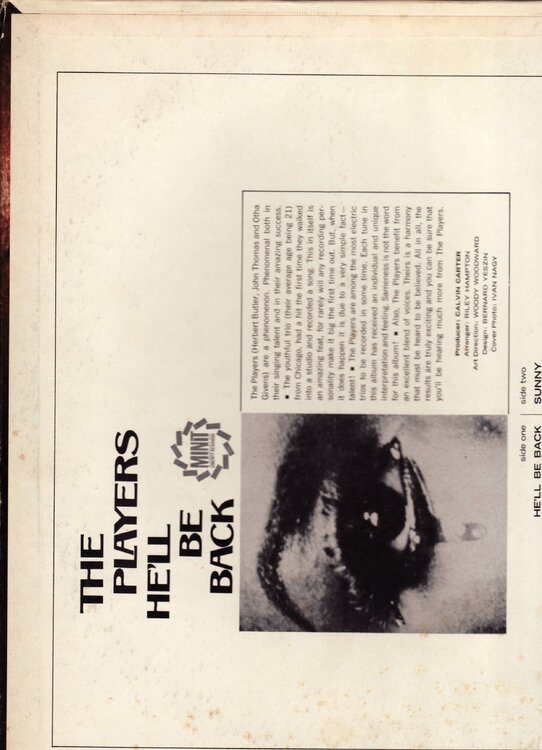 THE
PLAYERS
HE'LL
BE
BACK
MINIT
The Players (Herbert Butler, John Thomas and Otha
Givens) are a phenomenon. Phenomenal both in
their singing talent and in their amazing success.
■ The youthful trio (their average age being 21)
from Chicago, had a hit the first time they walked
into a studio and recorded a song. This in itself is
an amazing feat, for rarely will any recording per-
sonality make it big the first time out. But, when
it does happen it is due to a very simple fact—
talent! ■ The Players are among the most electric
trios to be recorded in some time. Each tune in
this album has received an individual and unique
interpretation and feeling. Sameness is not the word
for this album! ■ Also, The Players benefit from
an excellent blend of voices. Theirs is a harmony
that must be heard to be believed. All in all, the
results are truly exciting and you can be sure that
you'll be hearing much more from The Players.
Producer: CALVIN CARTER
Arranger: RILEY HAMPTON
Art Direction: WOODY WOODWARD
Design: BERNARD YESZIN
Cover Photo: IVAN NAGY
side one
side two
HE'LL BE BACK
SUNNY